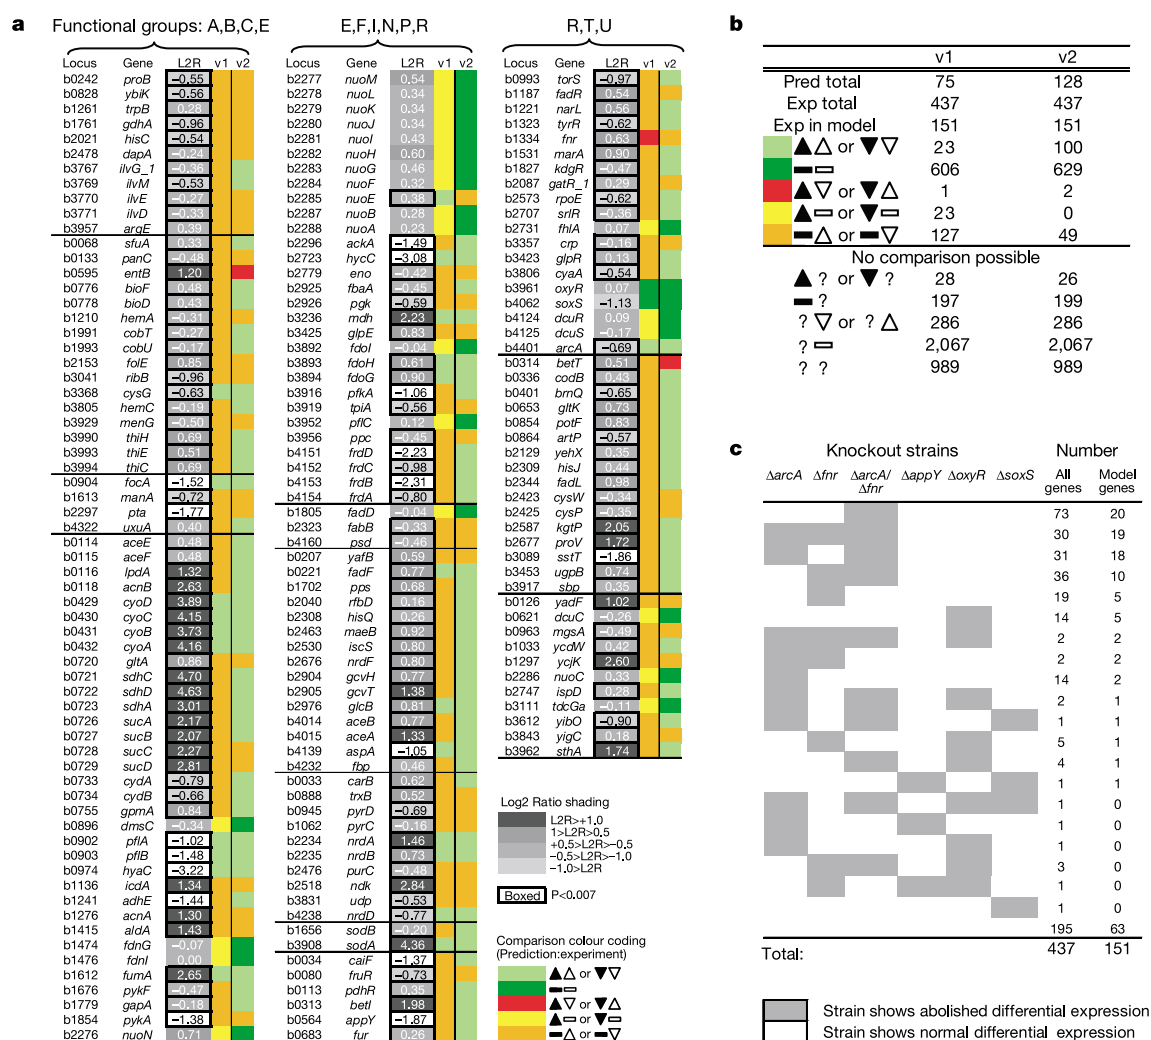 a
Functional groups: A,B,C,E
Locus Gene L2R v1 v2
b0242 proB −0.55
b0828 ybiK −0.56
b1261 trpB 0.28
b1761 gdhA −0.96
b2021 hisC −0.54
b2478 dapA −0.24
b3767 ilvG_1 −0.36
b3769 ilvM −0.53
b3770 ilvE −0.27
b3771 ilvD −0.33
b3957 argE 0.39
b0068 sfuA 0.33
b0133 panC −0.48
b0595 entB 1.20
b0776 bioF 0.48
b0778 bioD 0.43
b1210 hemA −0.31
b1991 cobT −0.27
b1993 cobU −0.17
b2153 folE 0.85
b3041 ribB −0.96
b3368 cysG −0.63
b3805 hemC −0.19
b3929 menG −0.50
b3990 thiH 0.69
b3993 thiE 0.51
b3994 thiC 0.69
b0904 focA −1.52
b1613 manA −0.72
b2297 pta −1.77
b4322 uxuA 0.40
b0114 aceE 0.48
b0115 aceF 0.48
b0116 lpdA 1.32
b0118 acnB 2.63
b0429 cyoD 3.89
b0430 cyoC 4.15
b0431 cyoB 3.73
b0432 cyoA 4.16
b0720 gltA 0.86
b0721 sdhC 4.70
b0722 sdhD 4.63
b0723 sdhA 3.01
b0726 sucA 2.17
b0727 sucB 2.07
b0728 sucC 2.27
b0729 sucD 2.81
b0733 cydA −0.79
b0734 cydB −0.66
b0755 gpmA 0.84
b0896 dmsC −0.34
b0902 pflA −1.02
b0903 pflB −1.48
b0974 hyaC −3.22
b1136 icdA 1.34
b1241 adhE −1.44
b1276 acnA 1.30
b1415 aldA 1.43
b1474 fdnG −0.07
b1476 fdnI 0.00
b1612 fumA 2.65
b1676 pykF −0.47
b1779 gapA −0.18
b1854 pykA −1.38
b2276 nuoN 0.71
E,F,I,N,P,R
Locus Gene L2R v1 v2
b2277 nuoM 0.54
b2278 nuoL 0.34
b2279 nuoK 0.34
b2280 nuoJ 0.34
b2281 nuoI 0.43
b2282 nuoH 0.60
b2283 nuoG 0.46
b2284 nuoF 0.32
b2285 nuoE 0.38
b2287 nuoB 0.28
b2288 nuoA 0.23
b2296 ackA −1.49
b2723 hycC −3.08
b2779 eno −0.42
b2925 fbaA −0.45
b2926 pgk −0.59
b3236 mdh 2.23
b3425 glpE 0.83
b3892 fdoI −0.04
b3893 fdoH 0.61
b3894 fdoG 0.90
b3916 pfkA −1.06
b3919 tpiA −0.56
b3952 pflC 0.12
b3956 ppc −0.45
b4151 frdD −2.23
b4152 frdC −0.98
b4153 frdB −2.31
b4154 frdA −0.80
b1805 fadD −0.04
b2323 fabB −0.33
b4160 psd −0.46
b0207 yafB 0.59
b0221 fadF 0.77
b1702 pps 0.68
b2040 rfbD 0.16
b2308 hisQ 0.26
b2463 maeB 0.92
b2530 iscS 0.80
b2676 nrdF 0.80
b2904 gcvH 0.77
b2905 gcvT 1.38
b2976 glcB 0.81
b4014 aceB 0.77
b4015 aceA 1.33
b4139 aspA −1.05
b4232 fbp 0.46
b0033 carB 0.62
b0888 trxB 0.52
b0945 pyrD −0.69
b1062 pyrC −0.16
b2234 nrdA 1.46
b2235 nrdB 0.73
b2476 purC −0.48
b2518 ndk 2.84
b3831 udp −0.53
b4238 nrdD −0.77
b1656 sodB −0.20
b3908 sodA 4.36
b0034 caiF −1.37
b0080 fruR −0.73
b0113 pdhR 0.35
b0313 betI 1.98
b0564 appY −1.87
b0683 fur 0.26
R,T,U
Locus Gene L2R v1 v2
b0993 torS −0.97
b1187 fadR 0.54
b1221 narL 0.56
b1323 tyrR −0.62
b1334 fnr 0.63
b1531 marA 0.90
b1827 kdgR −0.47
b2087 gatR_1 0.29
b2573 rpoE −0.62
b2707 srlR −0.36
b2731 fhlA 0.07
b3357 crp −0.16
b3423 glpR 0.13
b3806 cyaA −0.54
b3961 oxyR 0.07
b4062 soxS −1.13
b4124 dcuR 0.09
b4125 dcuS −0.17
b4401 arcA −0.69
b0314 betT 0.51
b0336 codB 0.43
b0401 brnQ −0.65
b0653 gltK 0.73
b0854 potF 0.83
b0864 artP −0.57
b2129 yehX 0.35
b2309 hisJ 0.44
b2344 fadL 0.98
b2423 cysW −0.34
b2425 cysP −0.35
b2587 kgtP 2.05
b2677 proV 1.72
b3089 sstT −1.86
b3453 ugpB 0.74
b3917 sbp 0.35
b0126 yadF 1.02
b0621 dcuC −0.26
b0963 mgsA −0.49
b1033 ycdW 0.42
b1297 ycjK 2.60
b2286 nuoC 0.33
b2747 ispD 0.28
b3111 tdcGa −0.11
b3612 yibO −0.90
b3843 yigC 0.18
b3962 sthA 1.74
Log2 Ratio shading
L2R>+1.0
1>L2R>0.5
+0.5>L2R>−0.5
−0.5>L2R>−1.0
−1.0>L2R
Boxed P<0.007
Comparison colour coding
(Prediction:experiment)
▲△ or ▼▽
▬▭
▲▽ or ▼△
▲▭ or ▼▭
▬△ or ▬▽
b
v1 v2
Pred total 75 128
Exp total 437 437
Exp in model 151 151
▲△ or ▼▽ 23 100
▬▭ 606 629
▲▽ or ▼△ 1 2
▲▭ or ▼▭ 23 0
▬△ or ▬▽ 127 49
No comparison possible
▲? or ▼? 28 26
▬? 197 199
?▽ or ?△ 286 286
?▭ 2,067 2,067
? ? 989 989
c
Knockout strains Number
ΔarcA Δfnr ΔarcA/Δfnr ΔappY ΔoxyR ΔsoxS All genes Model genes
73 20
30 19
31 18
36 10
19 5
14 5
2 2
2 2
14 2
2 1
1 1
5 1
4 1
1 1
1 0
1 0
1 0
3 0
1 0
1 0
195 63
Total: 437 151
Strain shows abolished differential expression
Strain shows normal differential expression